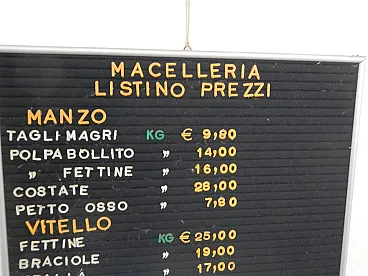 MACELLERIA
LISTINO PREZZI
MANZO
TAGLI MAGRI KG € 9,80
POLPA BOLLITO " 14,00
" FETTINE " 16,00
COSTATE " 28,00
PETTO OSSO " 7,80
VITELLO
FETTINE KG € 25,00
BRACIOLE " 19,00
" 17,00